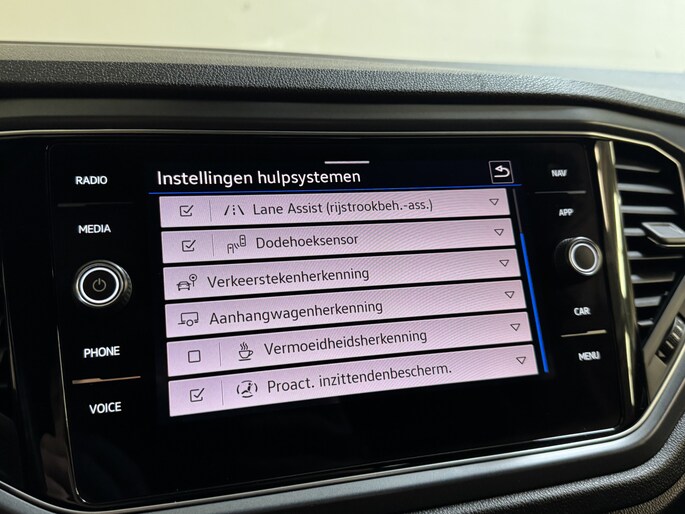 RADIO
MEDIA
PHONE
VOICE
Instellingen hulpsystemen
Lane Assist (rijstrookbeh.-ass.)
Dodehoeksensor
Verkeerstekenherkenning
Aanhangwagenherkenning
Vermoeidheidsherkenning
Proact. inzittendenbescherm.
NAV
APP
CAR
MENU